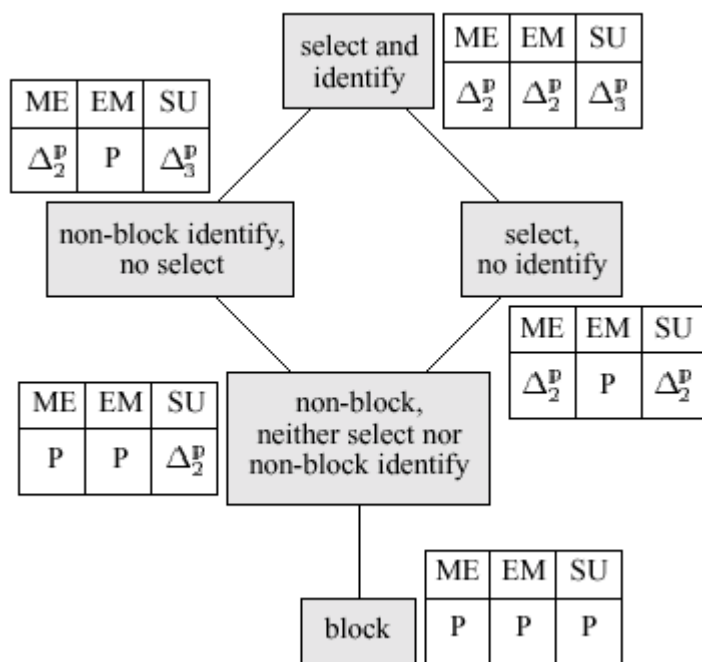 select and
identify
ME EM SU
Δ₂ᴾ Δ₂ᴾ Δ₃ᴾ
ME EM SU
Δ₂ᴾ P Δ₃ᴾ
non-block identify,
no select
select,
no identify
ME EM SU
Δ₂ᴾ P Δ₂ᴾ
ME EM SU
P P Δ₂ᴾ
non-block,
neither select nor
non-block identify
block
ME EM SU
P P P